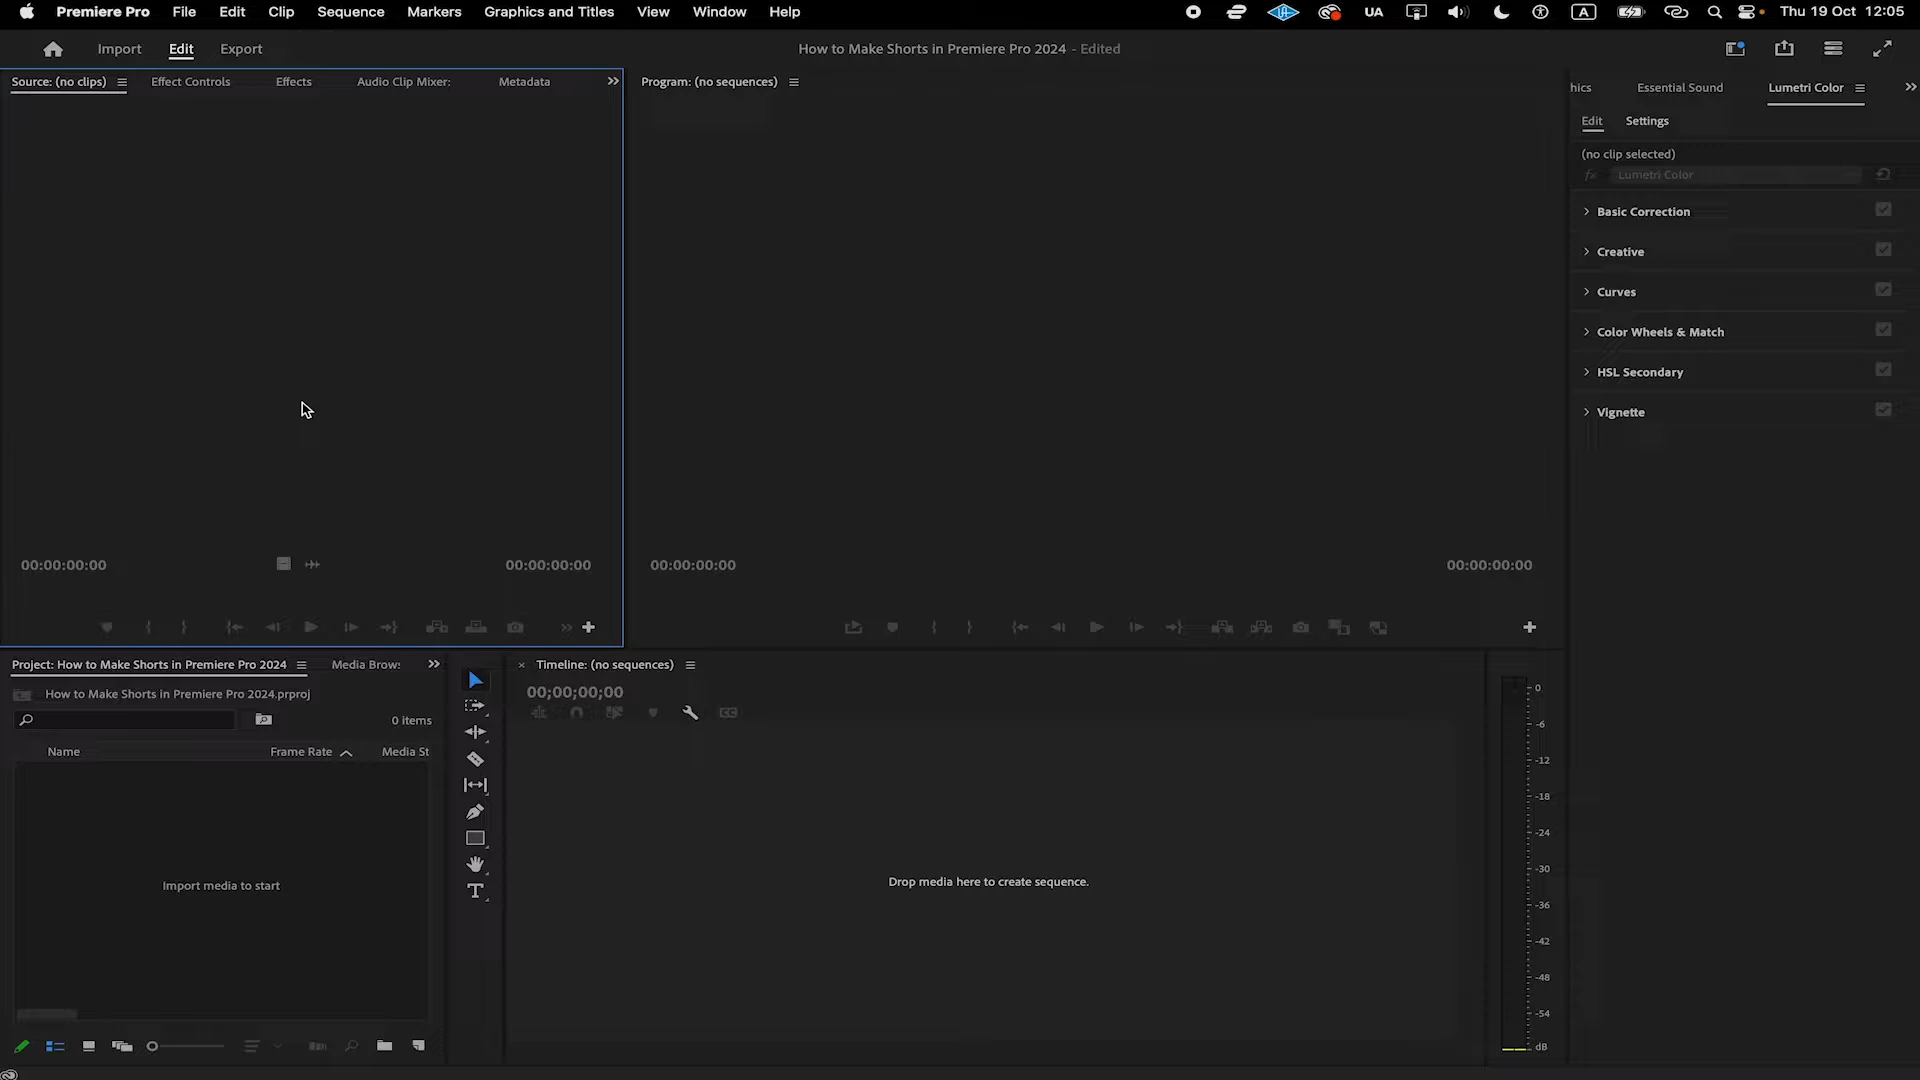 Premiere Pro File Edit Clip Sequence Markers Graphics and Titles View Window Help UA A Thu 19 Oct 12:05
Import Edit Export How to Make Shorts in Premiere Pro 2024 - Edited
Source: (no clips) Effect Controls Effects Audio Clip Mixer: Metadata
Program: (no sequences)
hics Essential Sound Lumetri Color
Edit Settings
(no clip selected)
fx Lumetri Color
Basic Correction
Creative
Curves
Color Wheels & Match
HSL Secondary
Vignette
00:00:00:00 00:00:00:00 00:00:00:00 00:00:00:00
Project: How to Make Shorts in Premiere Pro 2024 Media Brow:
How to Make Shorts in Premiere Pro 2024.prproj
0 items
Name Frame Rate Media St
Import media to start
T
× Timeline: (no sequences)
00;00;00;00
CC
Drop media here to create sequence.
0
-6
-12
-18
-24
-30
-36
-42
-48
-54
dB